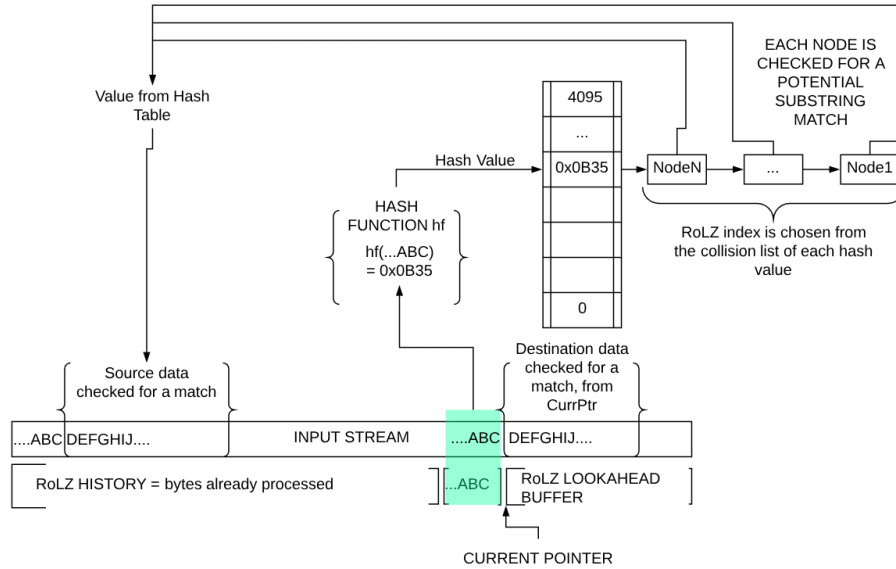 EACH NODE IS
CHECKED FOR A
POTENTIAL
SUBSTRING
MATCH
Value from Hash
Table
4095
...
0x0B35
0
Hash Value
NodeN
...
Node1
HASH
FUNCTION hf
hf(...ABC)
= 0x0B35
RoLZ index is chosen from
the collision list of each hash
value
Source data
checked for a match
Destination data
checked for a
match, from
CurrPtr
....ABC DEFGHIJ....
INPUT STREAM
....ABC DEFGHIJ....
RoLZ HISTORY = bytes already processed
...ABC
RoLZ LOOKAHEAD
BUFFER
CURRENT POINTER